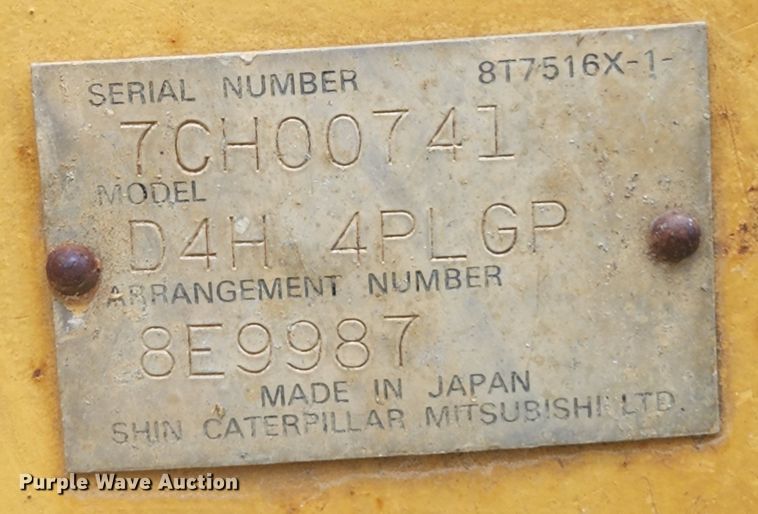 SERIAL NUMBER 8T7516X-1-
7CH00741
MODEL
D4H 4PLGP
ARRANGEMENT NUMBER
8E9987
MADE IN JAPAN
SHIN CATERPILLAR MITSUBISHI LTD.
Purple Wave Auction